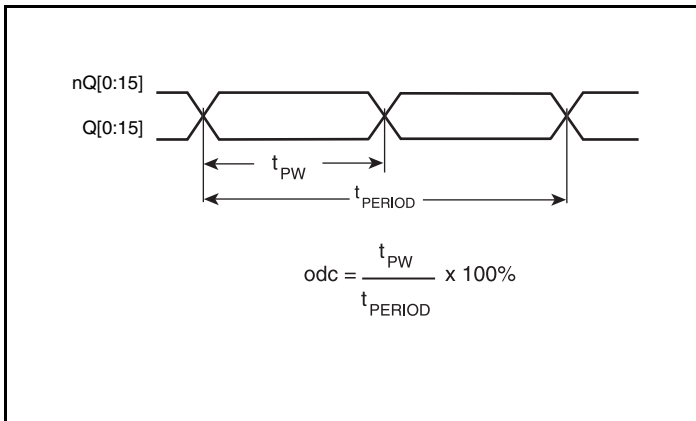 nQ[0:15]
Q[0:15]
tPW
tPERIOD
odc = tPW / tPERIOD x 100%